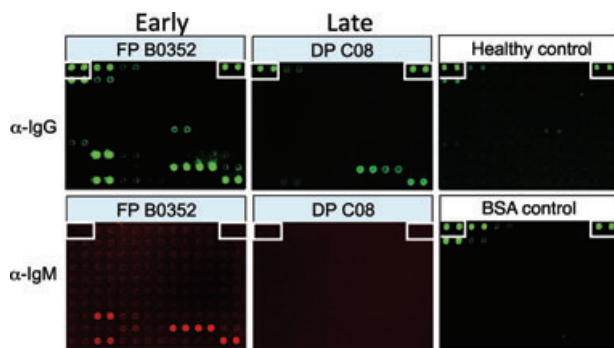 Early Late
FP B0352 DP C08 Healthy control
α-IgG
FP B0352 DP C08 BSA control
α-IgM